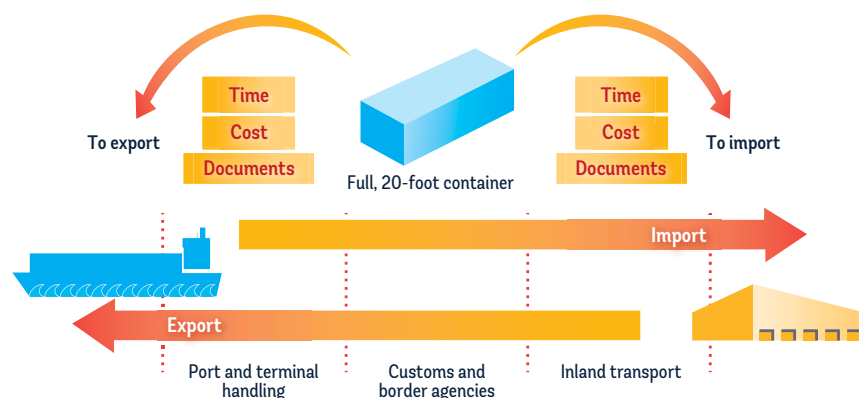 Time
Cost
Documents
To export
Full, 20-foot container
Time
Cost
Documents
To import
Import
Export
Port and terminal
handling
Customs and
border agencies
Inland transport